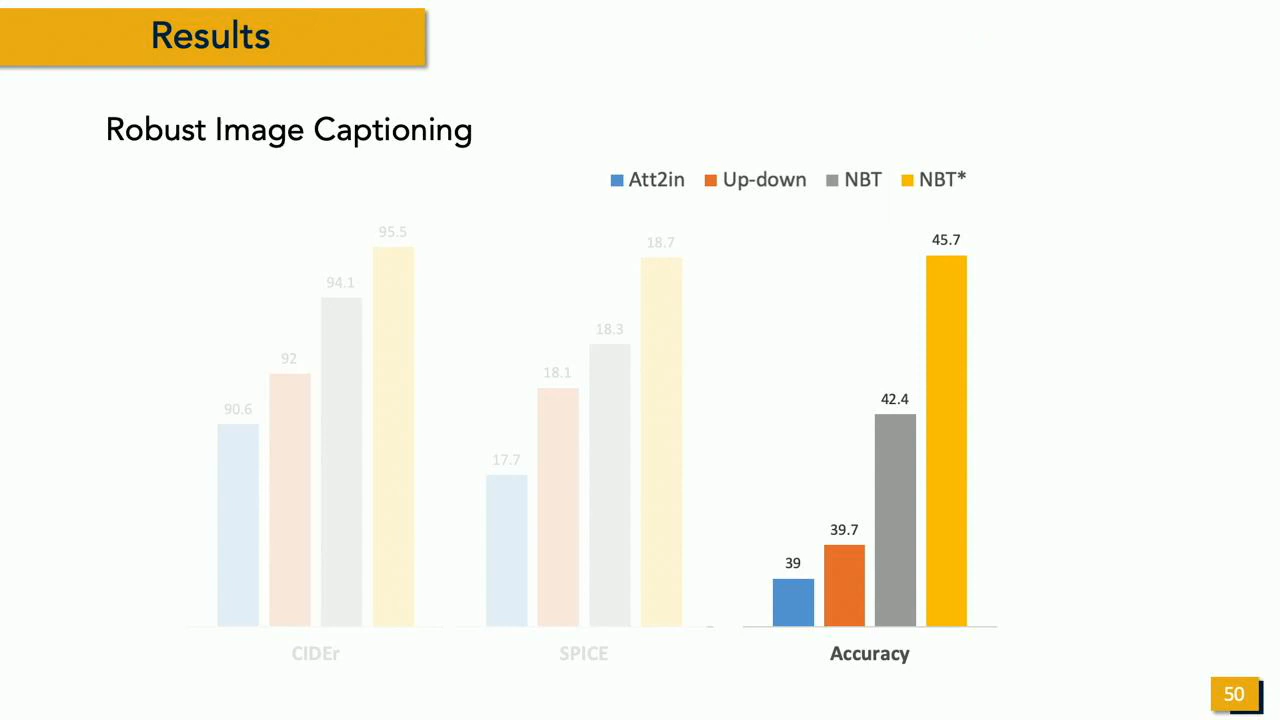 Results
Robust Image Captioning
Att2in Up-down NBT NBT*
90.6 92 94.1 95.5
17.7 18.1 18.3 18.7
39 39.7 42.4 45.7
CIDEr SPICE Accuracy
50